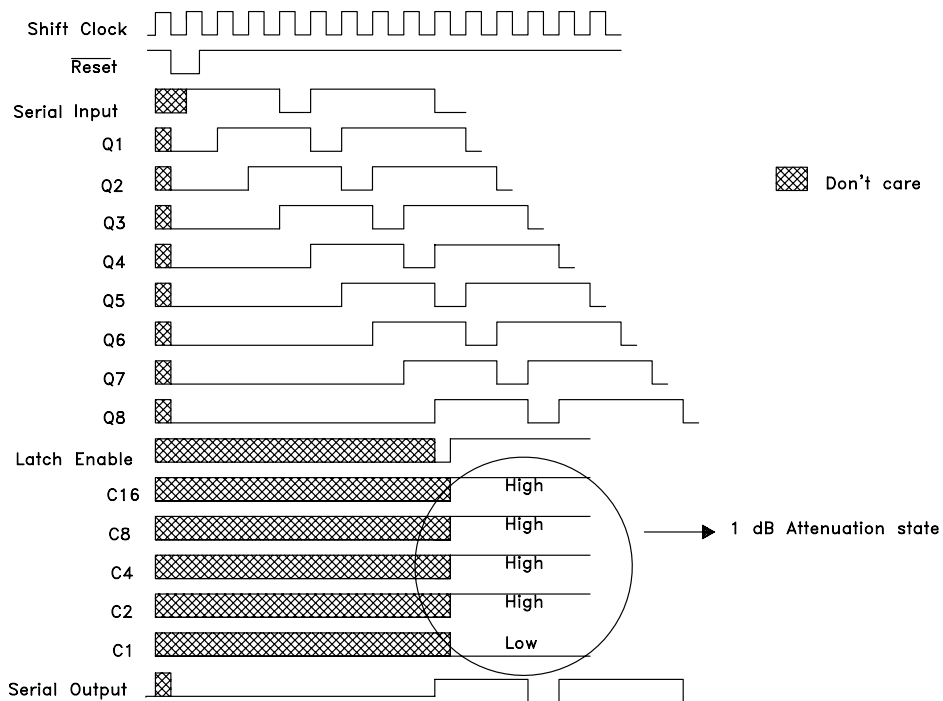 Shift Clock
Reset
Serial Input
Q1
Q2
Don't care
Q3
Q4
Q5
Q6
Q7
Q8
Latch Enable
C16
High
C8
High
1 dB Attenuation state
C4
High
C2
High
C1
Low
Serial Output